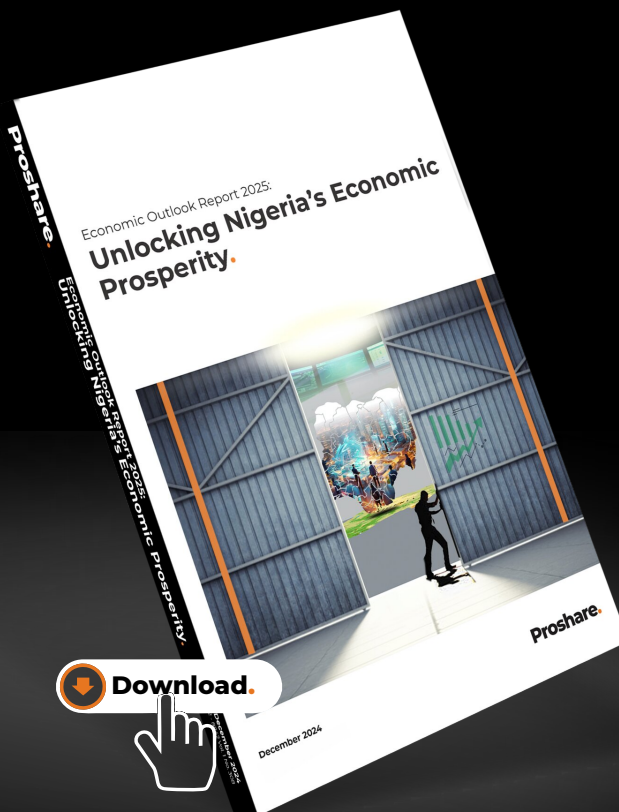 Economic Outlook Report 2025:
Unlocking Nigeria's Economic
Prosperity.
Proshare.
December 2024
Proshare.
Economic Outlook Report 2025:
Unlocking Nigeria's Economic Prosperity.
December 2024
Download.